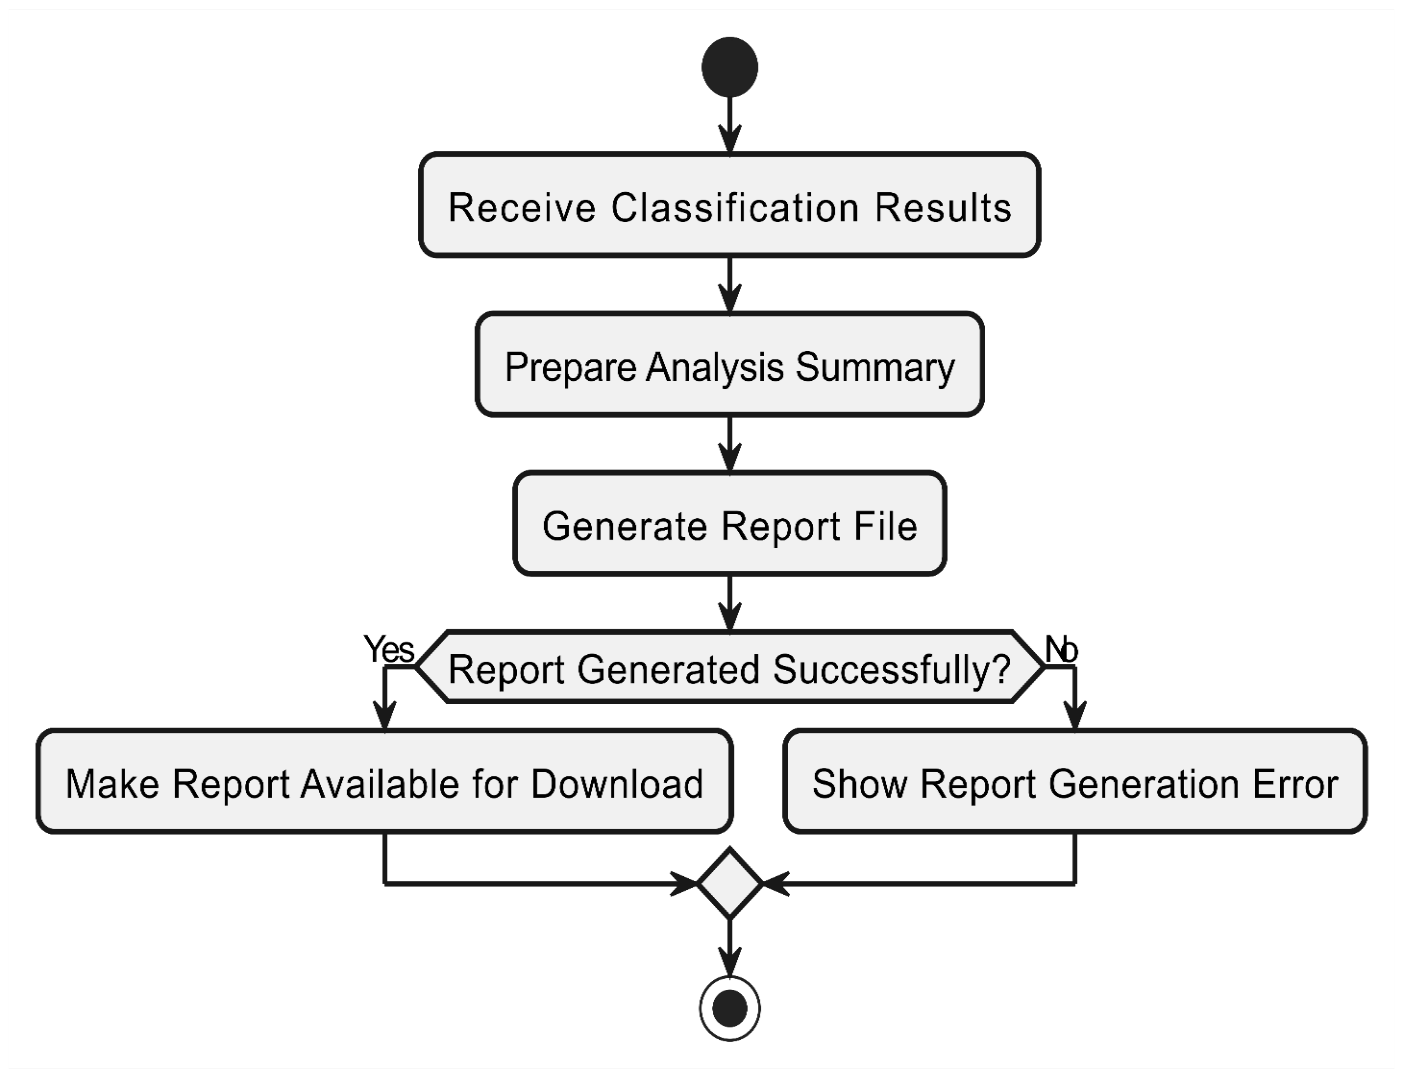 Receive Classification Results
Prepare Analysis Summary
Generate Report File
Yes
Report Generated Successfully?
No
Make Report Available for Download
Show Report Generation Error